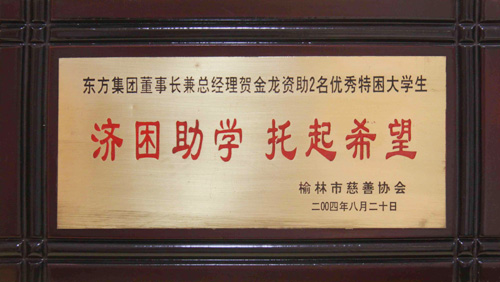 东方集团董事长兼总经理贺金龙资助2名优秀特困大学生
济困助学 托起希望
榆林市慈善协会
二00四年八月二十日